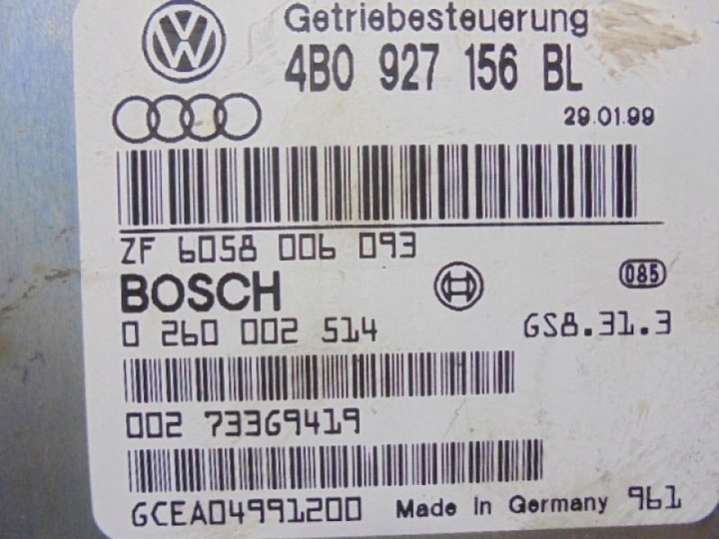 Getriebesteuerung
4B0 927 156 BL
29.01.99
ZF 6058 006 093
BOSCH
085
0 260 002 514 GS8.31.3
002 73369419
GCEA04991200 Made in Germany 961